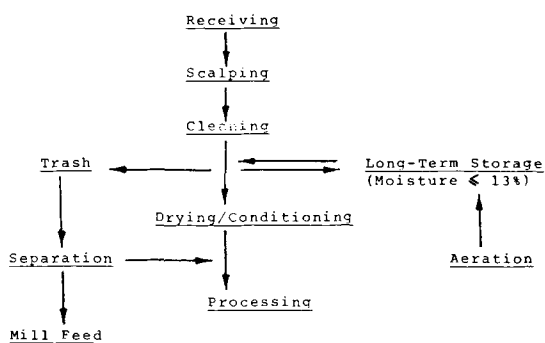 Receiving
Scalping
Cleaning
Trash
Long-Term Storage
(Moisture ⩽ 13%)
Drying/Conditioning
Separation
Aeration
Processing
Mill Feed